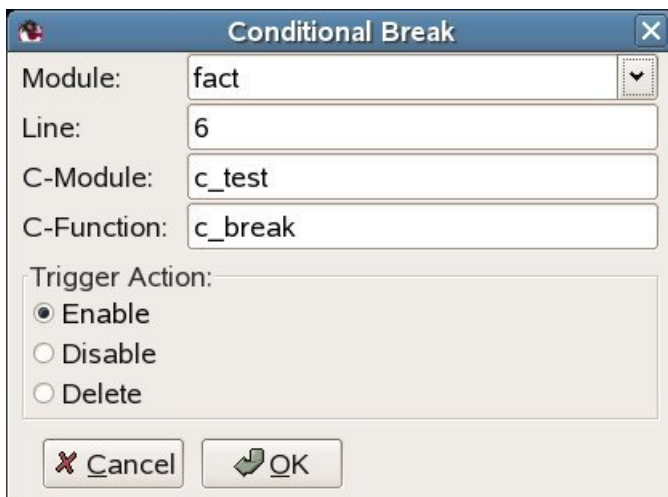 Conditional Break
Module: fact
Line: 6
C-Module: c_test
C-Function: c_break
Trigger Action:
Enable
Disable
Delete
Cancel OK